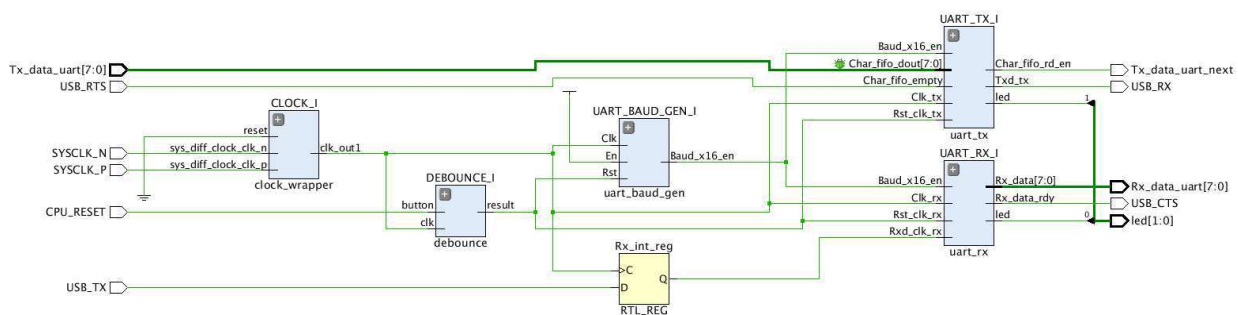 UART_TX_I
Baud_x16_en
Tx_data_uart[7:0]
Char_fifo_dout[7:0]
Char_fifo_rd_en
Tx_data_uart_next
USB_RTS
Char_fifo_empty
Txd_tx
USB_RX
CLOCK_I
UART_BAUD_GEN_I
Clk_tx
led
1
reset
Rst_clk_tx
SYSCLK_N
sys_diff_clock_clk_n
clk_out1
Clk
uart_tx
SYSCLK_P
sys_diff_clock_clk_p
En
Baud_x16_en
UART_RX_I
clock_wrapper
DEBOUNCE_I
Rst
Baud_x16_en
Rx_data[7:0]
Rx_data_uart[7:0]
uart_baud_gen
Clk_rx
Rx_data_rdy
USB_CTS
CPU_RESET
button
result
Rst_clk_rx
led
0
led[1:0]
clk
Rxd_clk_rx
debounce
Rx_int_reg
uart_rx
>C
Q
USB_TX
D
RTL_REG